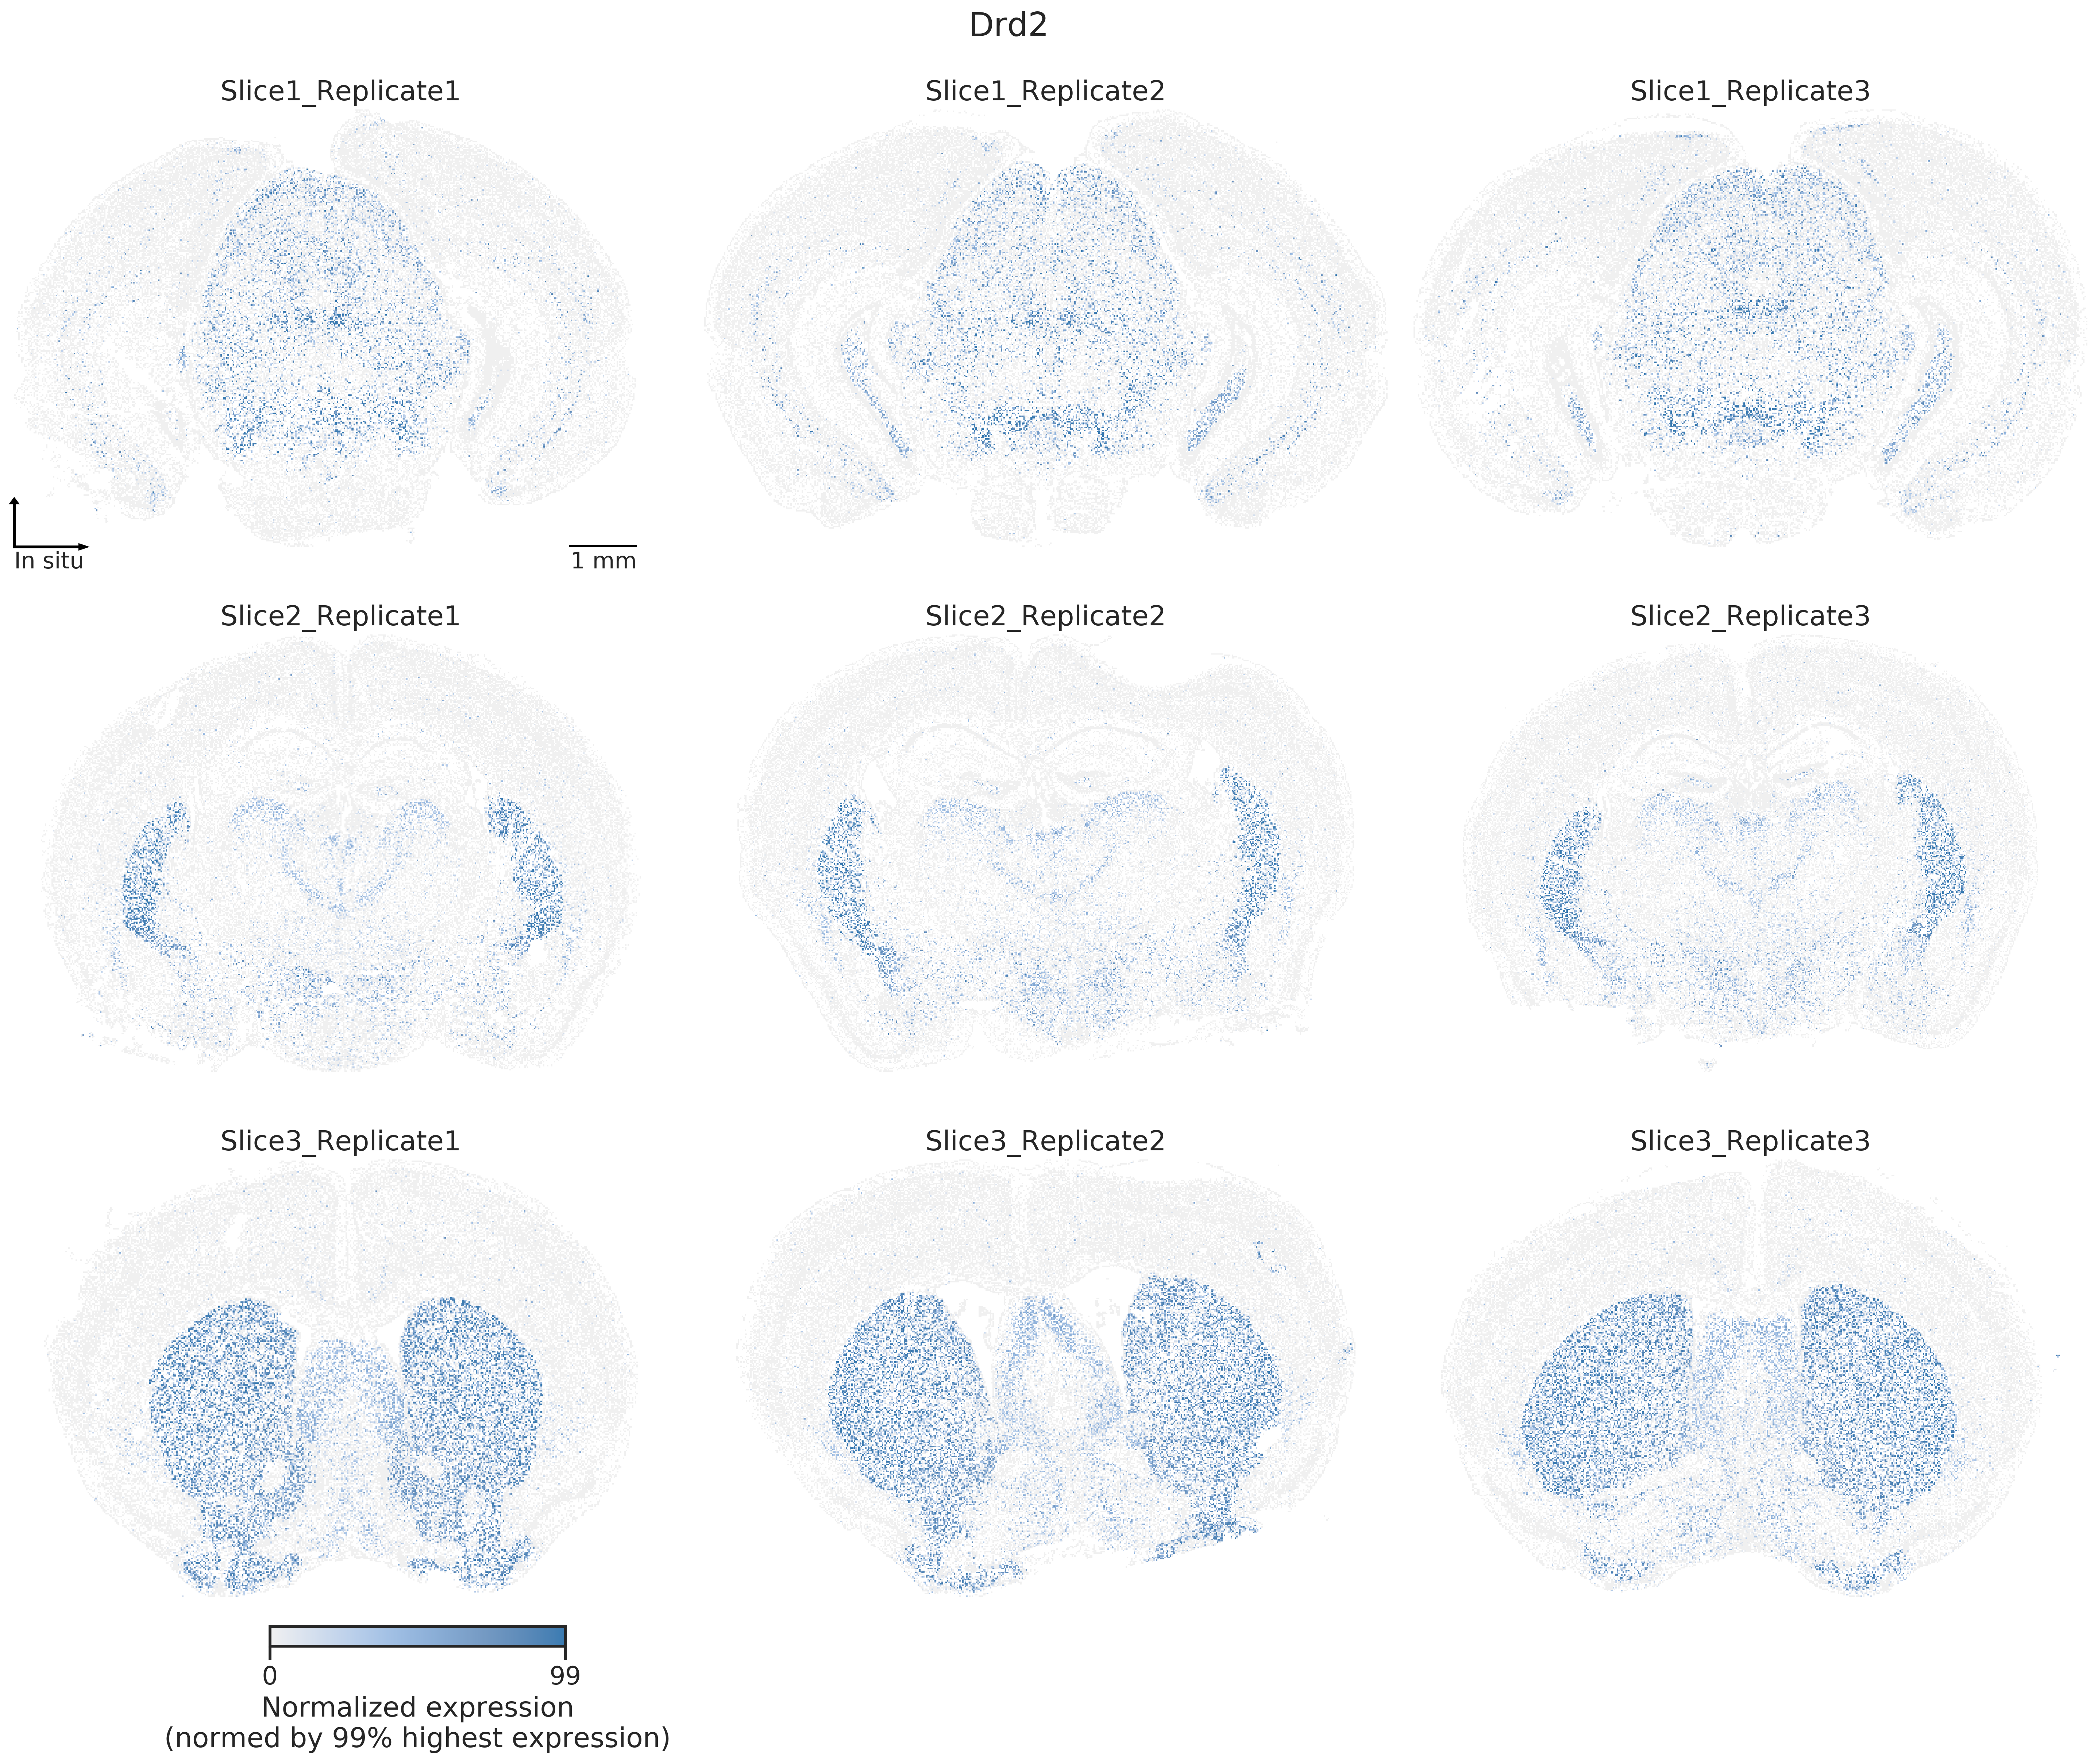 Drd2
Slice1_Replicate1
Slice1_Replicate2
Slice1_Replicate3
In situ
1 mm
Slice2_Replicate1
Slice2_Replicate2
Slice2_Replicate3
Slice3_Replicate1
Slice3_Replicate2
Slice3_Replicate3
0
99
Normalized expression
(normed by 99% highest expression)